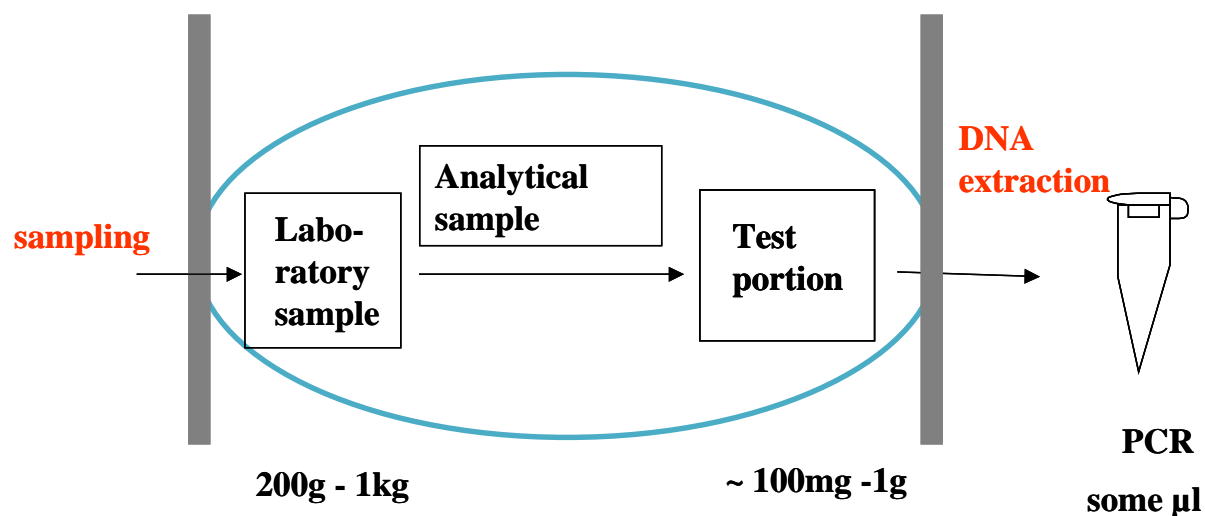 sampling
Labo-
ratory
sample
Analytical
sample
Test
portion
DNA
extraction
200g - 1kg
~ 100mg -1g
PCR
some µl